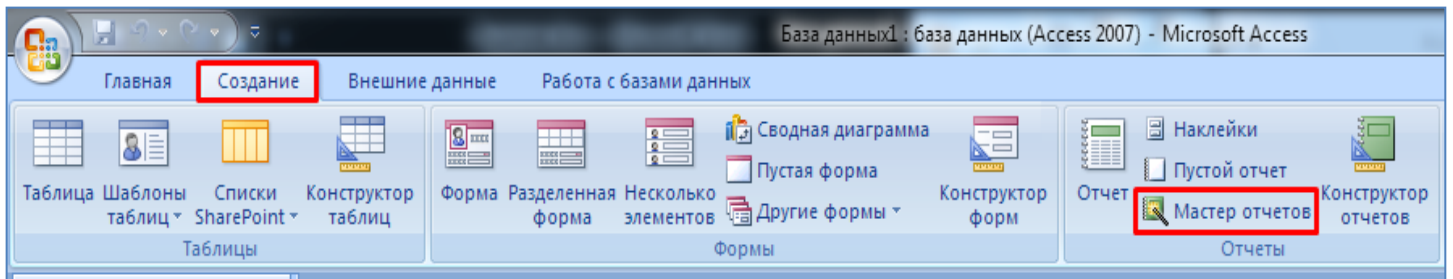 База данных1 : база данных (Access 2007) - Microsoft Access
Главная Создание Внешние данные Работа с базами данных
Таблица
Шаблоны
таблиц
Списки
SharePoint
Конструктор
таблиц
Таблицы
Форма
Разделенная
форма
Несколько
элементов
Сводная диаграмма
Пустая форма
Другие формы
Конструктор
форм
Формы
Отчет
Наклейки
Пустой отчет
Мастер отчетов
Конструктор
отчетов
Отчеты